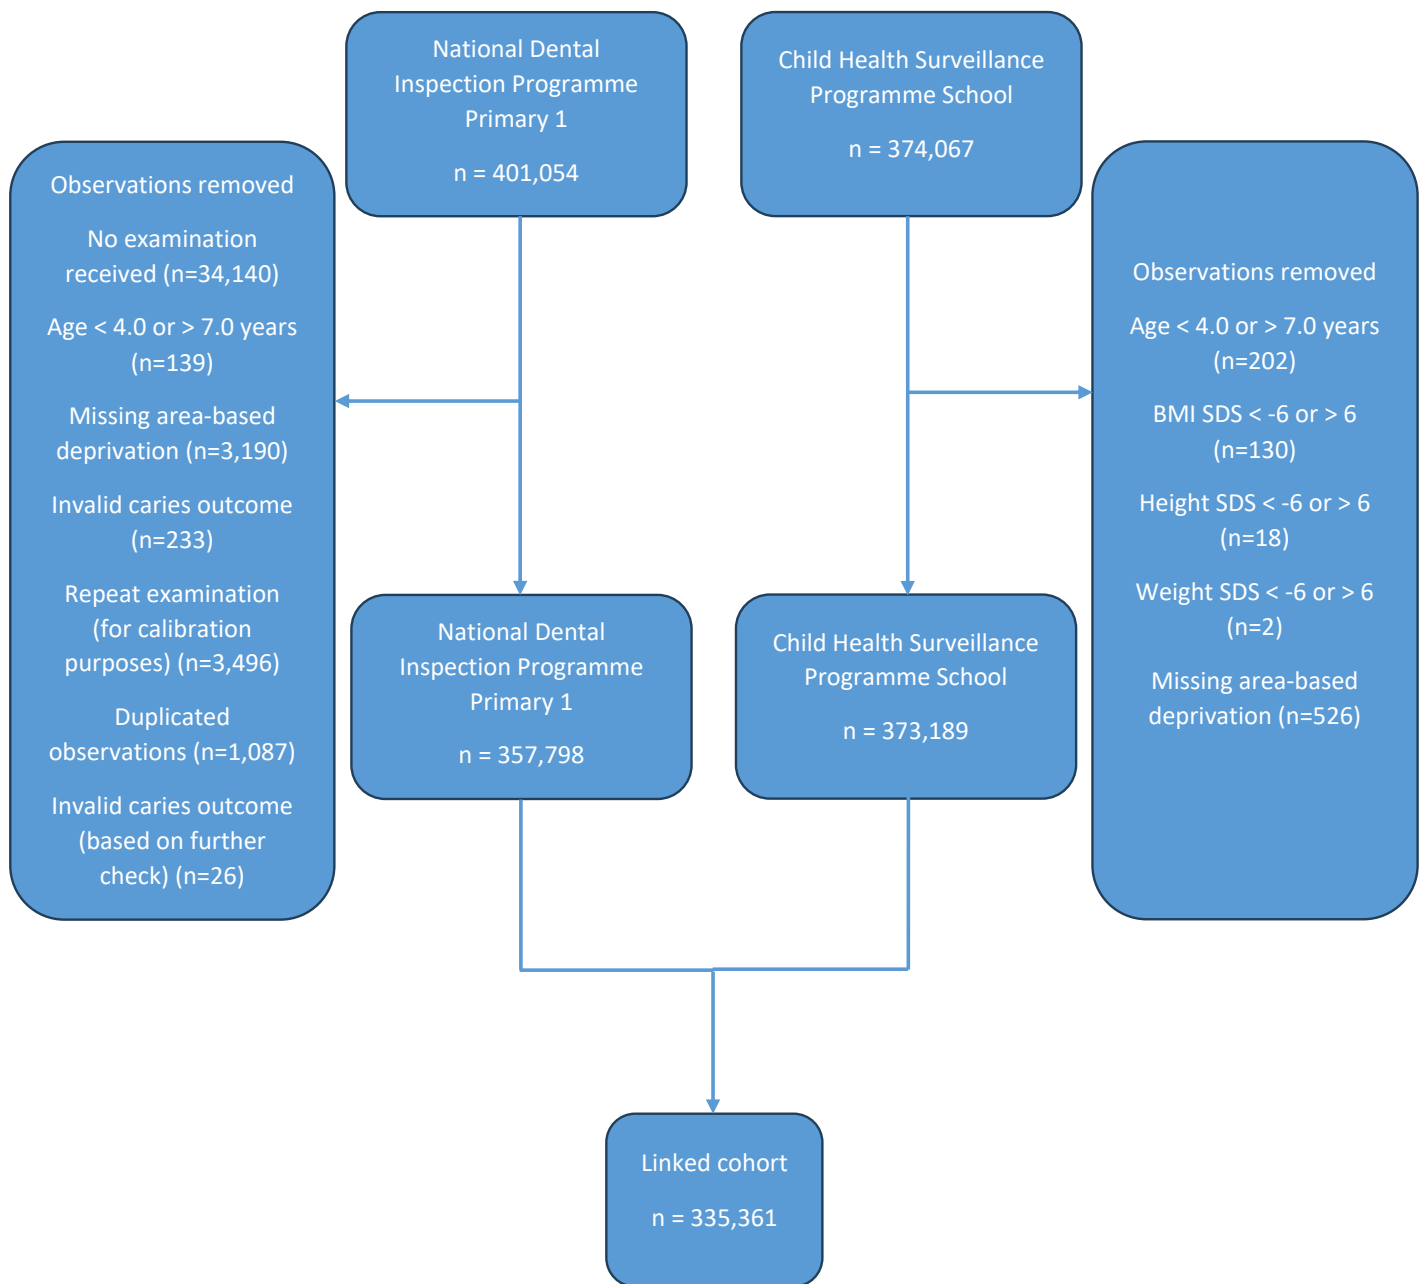 National Dental
Inspection Programme
Primary 1
n = 401,054
Child Health Surveillance
Programme School
n = 374,067
Observations removed
No examination
received (n=34,140)
Age < 4.0 or > 7.0 years
(n=139)
Missing area-based
deprivation (n=3,190)
Invalid caries outcome
(n=233)
Repeat examination
(for calibration
purposes) (n=3,496)
Duplicated
observations (n=1,087)
Invalid caries outcome
(based on further
check) (n=26)
Observations removed
Age < 4.0 or > 7.0 years
(n=202)
BMI SDS < -6 or > 6
(n=130)
Height SDS < -6 or > 6
(n=18)
Weight SDS < -6 or > 6
(n=2)
Missing area-based
deprivation (n=526)
National Dental
Inspection Programme
Primary 1
n = 357,798
Child Health Surveillance
Programme School
n = 373,189
Linked cohort
n = 335,361